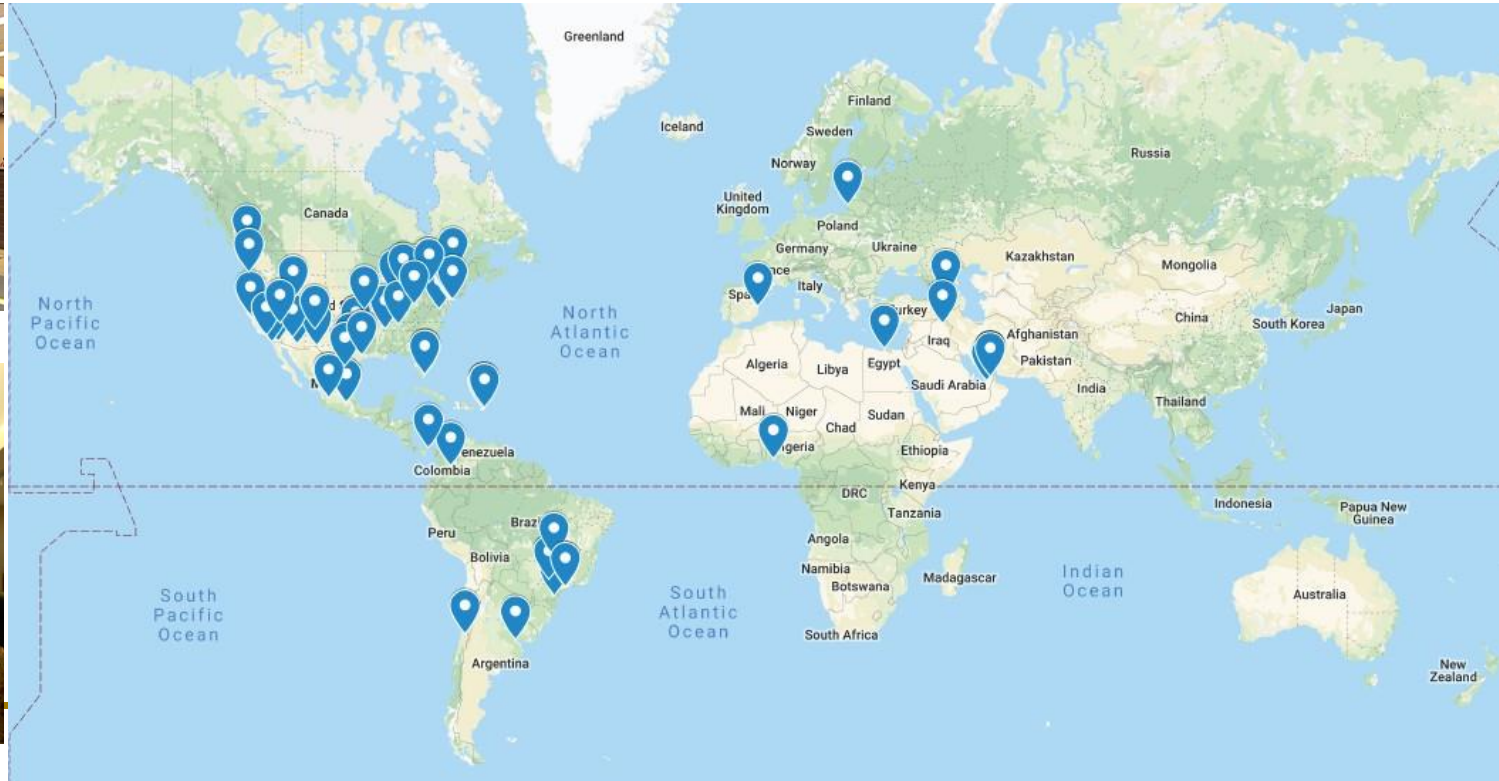 Greenland
Iceland
Finland
Sweden
Norway
Russia
Canada
United
Kingdom
Poland
Germany
Ukraine
Kazakhstan
Mongolia
Italy
North
Pacific
Ocean
North
Atlantic
Ocean
China
Japan
South Korea
Iraq
Afghanistan
Pakistan
Algeria
Libya
Egypt
Saudi Arabia
India
Thailand
Mali
Niger
Chad
Sudan
Ethiopia
Colombia
DRC
Kenya
Tanzania
Indonesia
Papua New
Guinea
Peru
Bolivia
Angola
Namibia
Botswana
Madagascar
Indian
Ocean
South
Pacific
Ocean
South
Atlantic
Ocean
Australia
South Africa
Argentina
New
Zealand